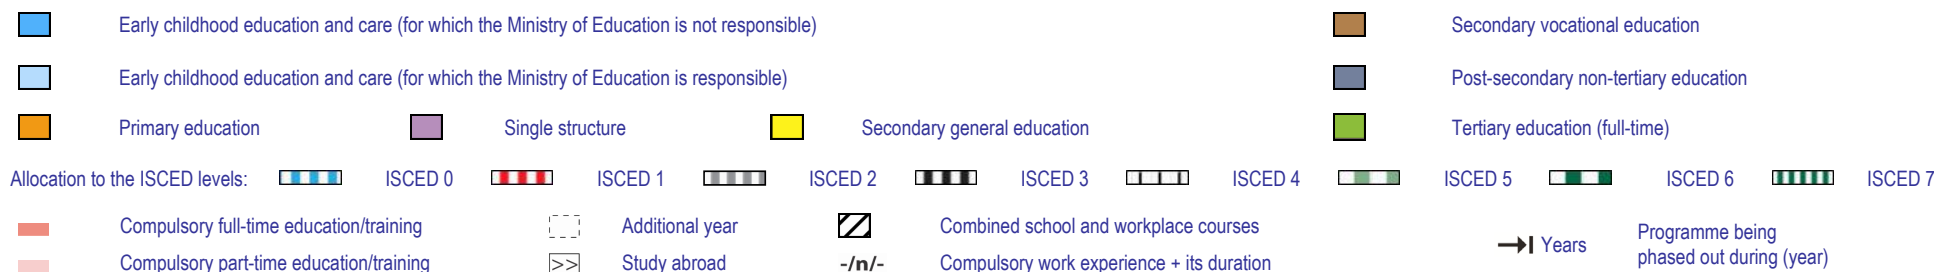 Early childhood education and care (for which the Ministry of Education is not responsible) Secondary vocational education
Early childhood education and care (for which the Ministry of Education is responsible) Post-secondary non-tertiary education
Primary education Single structure Secondary general education Tertiary education (full-time)
Allocation to the ISCED levels: ISCED 0 ISCED 1 ISCED 2 ISCED 3 ISCED 4 ISCED 5 ISCED 6 ISCED 7
Compulsory full-time education/training Additional year Combined school and workplace courses Years Programme being
phased out during (year)
Compulsory part-time education/training >> Study abroad -/n/- Compulsory work experience + its duration